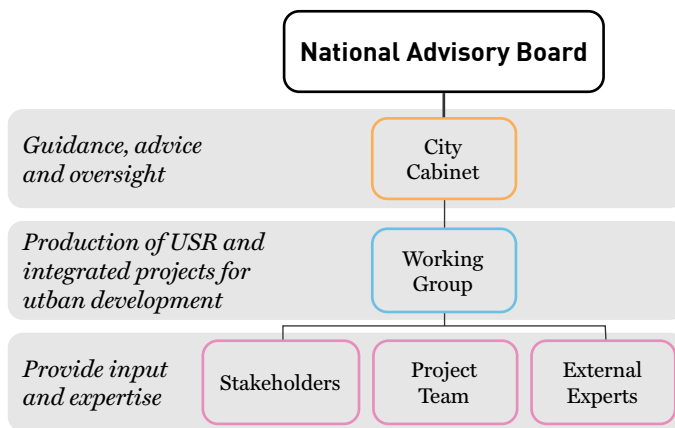 National Advisory Board
Guidance, advice
and oversight
City
Cabinet
Production of USR and
integrated projects for
utban development
Working
Group
Provide input
and expertise
Stakeholders
Project
Team
External
Experts